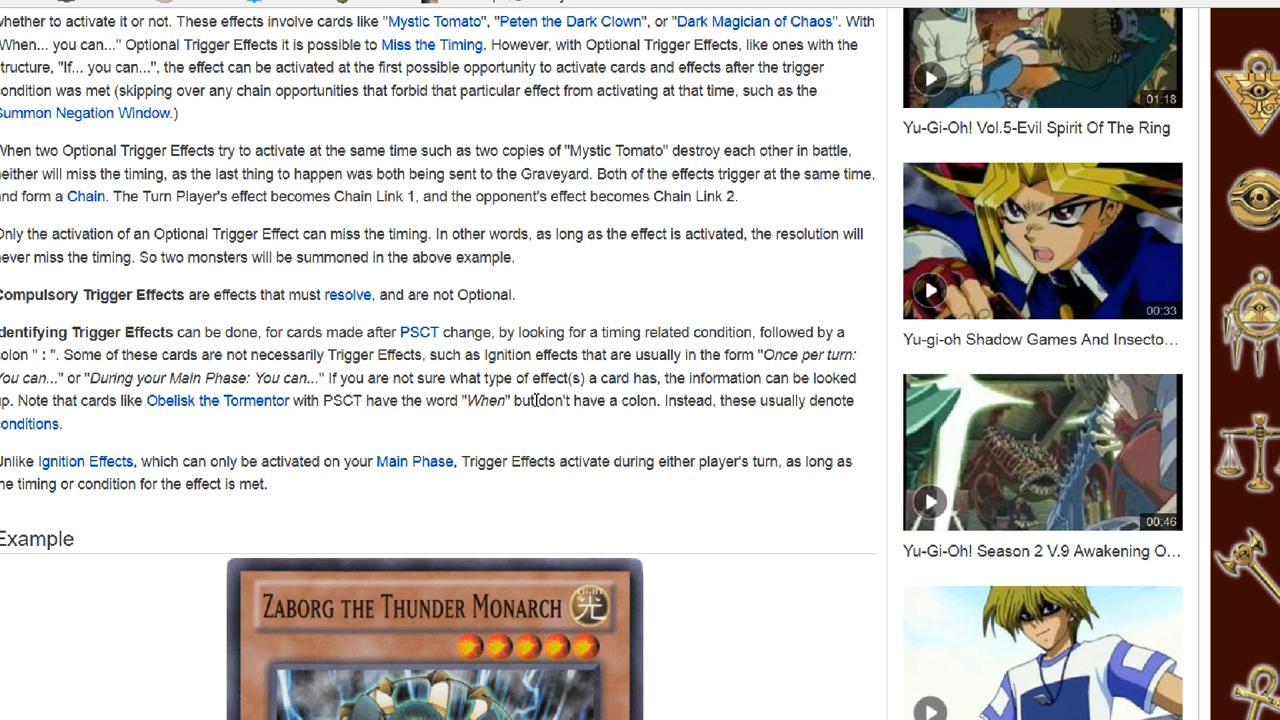 whether to activate it or not. These effects involve cards like "Mystic Tomato", "Peten the Dark Clown", or "Dark Magician of Chaos". With
"When... you can..." Optional Trigger Effects it is possible to Miss the Timing. However, with Optional Trigger Effects, like ones with the
structure, "If... you can...", the effect can be activated at the first possible opportunity to activate cards and effects after the trigger
condition was met (skipping over any chain opportunities that forbid that particular effect from activating at that time, such as the
Summon Negation Window.)
When two Optional Trigger Effects try to activate at the same time such as two copies of "Mystic Tomato" destroy each other in battle,
neither will miss the timing, as the last thing to happen was both being sent to the Graveyard. Both of the effects trigger at the same time,
and form a Chain. The Turn Player's effect becomes Chain Link 1, and the opponent's effect becomes Chain Link 2.
Only the activation of an Optional Trigger Effect can miss the timing. In other words, as long as the effect is activated, the resolution will
never miss the timing. So two monsters will be summoned in the above example.
Compulsory Trigger Effects are effects that must resolve, and are not Optional.
Identifying Trigger Effects can be done, for cards made after PSCT change, by looking for a timing related condition, followed by a
colon " : ". Some of these cards are not necessarily Trigger Effects, such as Ignition effects that are usually in the form "Once per turn:
You can..." or "During your Main Phase: You can..." If you are not sure what type of effect(s) a card has, the information can be looked
up. Note that cards like Obelisk the Tormentor with PSCT have the word "When" but don't have a colon. Instead, these usually denote
conditions.
Unlike Ignition Effects, which can only be activated on your Main Phase, Trigger Effects activate during either player's turn, as long as
the timing or condition for the effect is met.
Example
ZABORG THE THUNDER MONARCH
LIGHT
光
01:18
Yu-Gi-Oh! Vol.5-Evil Spirit Of The Ring
00:33
Yu-gi-oh Shadow Games And Insecto...
00:46
Yu-Gi-Oh! Season 2 V.9 Awakening O...